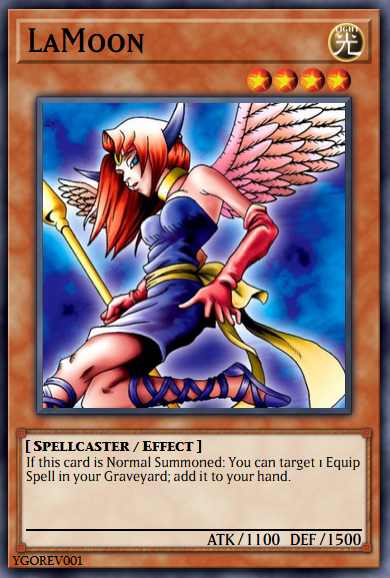 LaMoon
LIGHT
光
[ Spellcaster / Effect ]
If this card is Normal Summoned: You can target 1 Equip
Spell in your Graveyard; add it to your hand.
ATK / 1100 DEF / 1500
YGOREV001